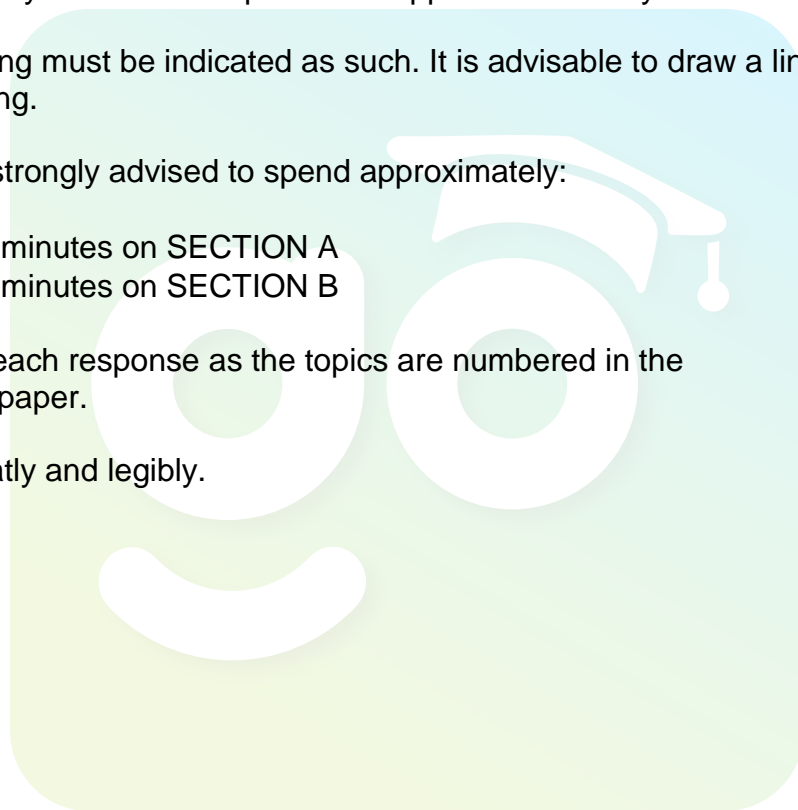 ng must be indicated as such. It is advisable to draw a lin
ng.
strongly advised to spend approximately:
minutes on SECTION A
minutes on SECTION B
each response as the topics are numbered in the
paper.
tly and legibly.
go